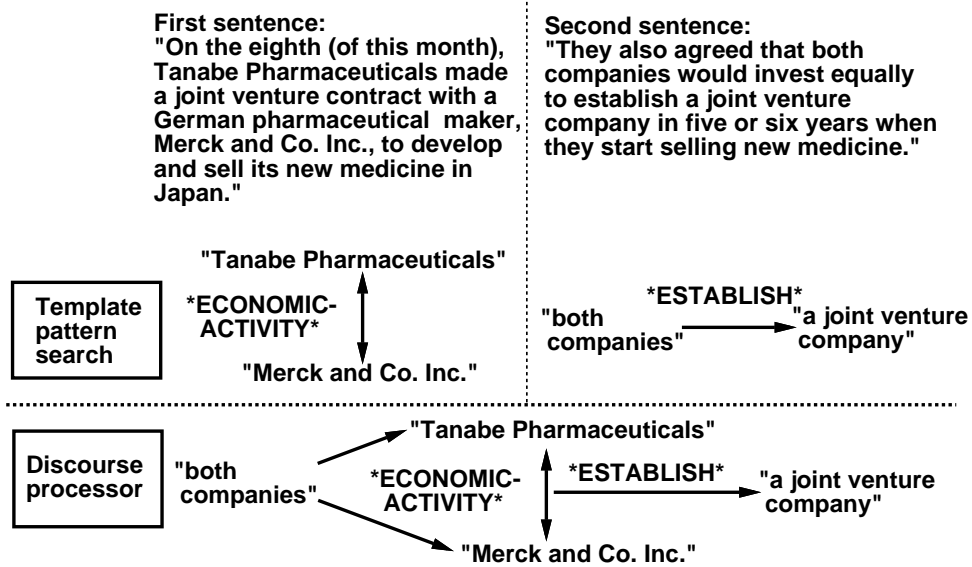 First sentence:
"On the eighth (of this month),
Tanabe Pharmaceuticals made
a joint venture contract with a
German pharmaceutical maker,
Merck and Co. Inc., to develop
and sell its new medicine in
Japan."
Second sentence:
"They also agreed that both
companies would invest equally
to establish a joint venture
company in five or six years when
they start selling new medicine."
Template
pattern
search
"Tanabe Pharmaceuticals"
*ECONOMIC-
ACTIVITY*
"Merck and Co. Inc."
*ESTABLISH*
"both
companies"
"a joint venture
company"
Discourse
processor
"both
companies"
"Tanabe Pharmaceuticals"
*ECONOMIC-
ACTIVITY*
*ESTABLISH*
"a joint venture
company"
"Merck and Co. Inc."